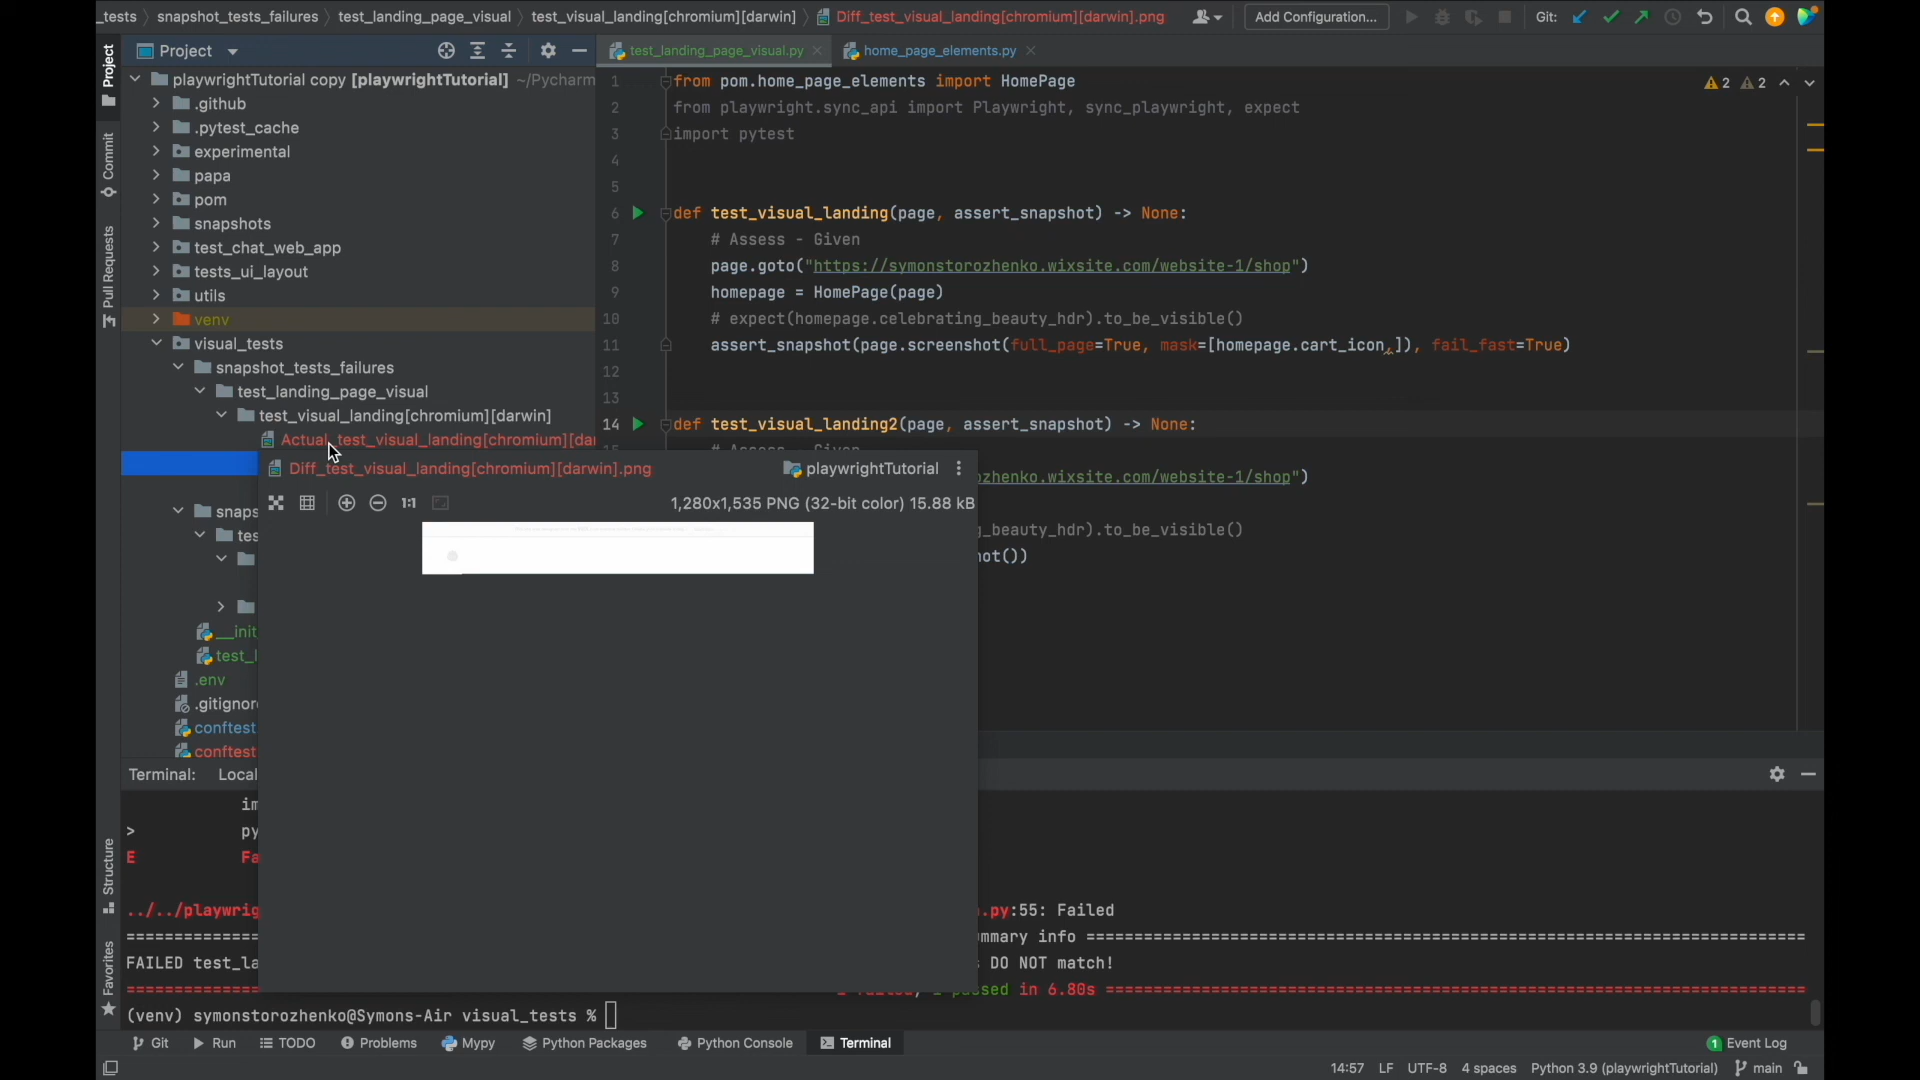 _tests
snapshot_tests_failures
test_landing_page_visual
test_visual_landing[chromium][darwin]
Diff_test_visual_landing[chromium][darwin].png
Add Configuration...
Git:
Project
test_landing_page_visual.py
home_page_elements.py
playwrightTutorial copy [playwrightTutorial] ~/Pycharm
.github
.pytest_cache
experimental
papa
pom
snapshots
test_chat_web_app
tests_ui_layout
utils
venv
visual_tests
snapshot_tests_failures
test_landing_page_visual
test_visual_landing[chromium][darwin]
Actual_test_visual_landing[chromium][dar
snaps
tes
__init
test_l
.env
.gitignor
conftest
conftest
Project
Commit
Pull Requests
Structure
Favorites
1 from pom.home_page_elements import HomePage
2 from playwright.sync_api import Playwright, sync_playwright, expect
3 import pytest
4
5
6 def test_visual_landing(page, assert_snapshot) -> None:
7 # Assess - Given
8 page.goto("https://symonstorozhenko.wixsite.com/website-1/shop")
9 homepage = HomePage(page)
10 # expect(homepage.celebrating_beauty_hdr).to_be_visible()
11 assert_snapshot(page.screenshot(full_page=True, mask=[homepage.cart_icon,]), fail_fast=True)
12
13
14 def test_visual_landing2(page, assert_snapshot) -> None:
2 2
Diff_test_visual_landing[chromium][darwin].png
playwrightTutorial
zhenko.wixsite.com/website-1/shop")
1:1
1,280x1,535 PNG (32-bit color) 15.88 kB
g_beauty_hdr).to_be_visible()
ot())
Terminal:
Local
im
> py
E Fa
../../playwrig
.py:55: Failed
mmary info
FAILED test_la
DO NOT match!
in 6.80s
(venv) symonstorozhenko@Symons-Air visual_tests %
Git
Run
TODO
Problems
Mypy
Python Packages
Python Console
Terminal
1 Event Log
14:57 LF UTF-8 4 spaces Python 3.9 (playwrightTutorial) main